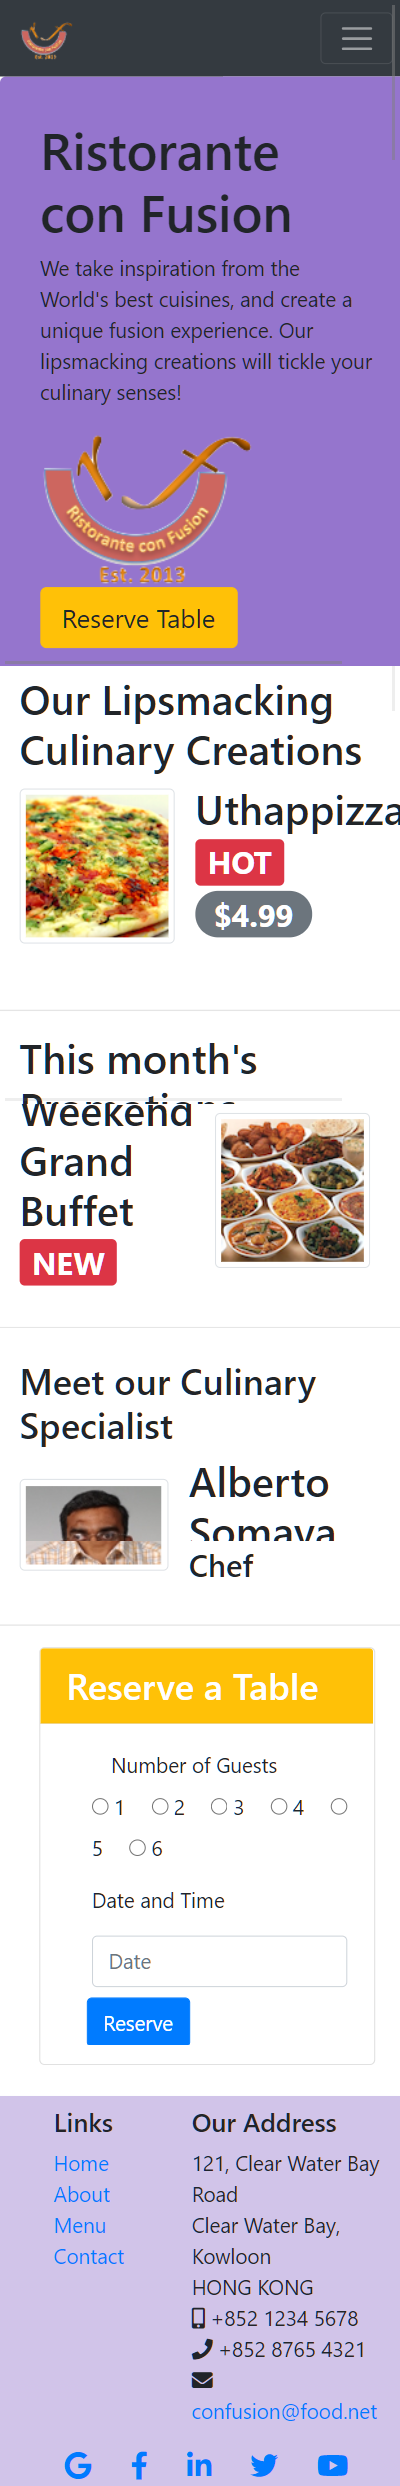 Est. 2013
Ristorante
con Fusion
We take inspiration from the
World's best cuisines, and create a
unique fusion experience. Our
lipsmacking creations will tickle your
culinary senses!
Ristorante con Fusion
Est. 2013
Reserve Table
Our Lipsmacking
Culinary Creations
Uthappizza
HOT
$4.99
This month's
Promotions
Weekend
Grand
Buffet
NEW
Meet our Culinary
Specialist
Alberto
Somaya
Chef
Reserve a Table
Number of Guests
1 2 3 4
5 6
Date and Time
Date
Reserve
Links
Home
About
Menu
Contact
Our Address
121, Clear Water Bay
Road
Clear Water Bay,
Kowloon
HONG KONG
+852 1234 5678
+852 8765 4321
confusion@food.net